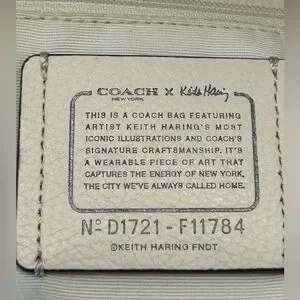 COACH x Keith Haring
NEW YORK
THIS IS A COACH BAG FEATURING
ARTIST KEITH HARING'S MOST
ICONIC ILLUSTRATIONS AND COACH'S
SIGNATURE CRAFTSMANSHIP. IT'S
A WEARABLE PIECE OF ART THAT
CAPTURES THE ENERGY OF NEW YORK,
THE CITY WE'VE ALWAYS CALLED HOME.
Nº D1721 - F11784
©KEITH HARING FNDT